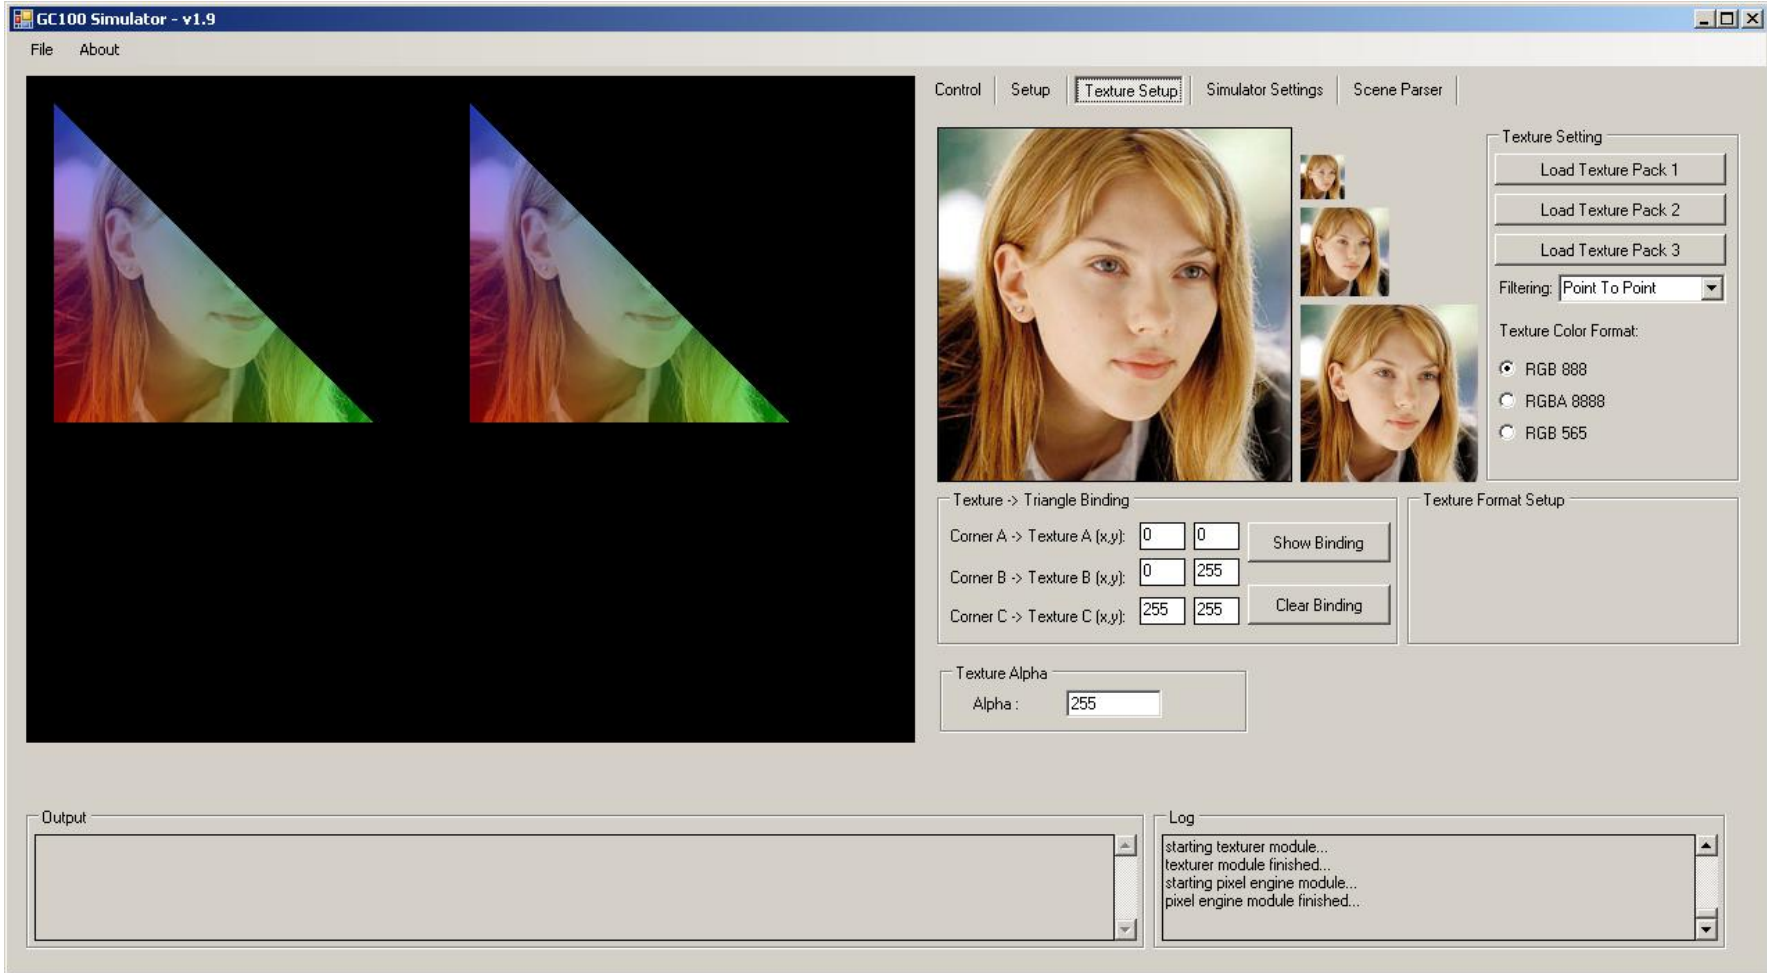 GC100 Simulator - v1.9
File About
Control Setup Texture Setup Simulator Settings Scene Parser
Texture Setting
Load Texture Pack 1
Load Texture Pack 2
Load Texture Pack 3
Filtering: Point To Point
Texture Color Format:
RGB 888
RGBA 8888
RGB 565
Texture -> Triangle Binding
Corner A -> Texture A (x,y): 0 0
Show Binding
Corner B -> Texture B (x,y): 0 255
Corner C -> Texture C (x,y): 255 255
Clear Binding
Texture Format Setup
Texture Alpha
Alpha : 255
Output
Log
starting texturer module...
texturer module finished...
starting pixel engine module...
pixel engine module finished...